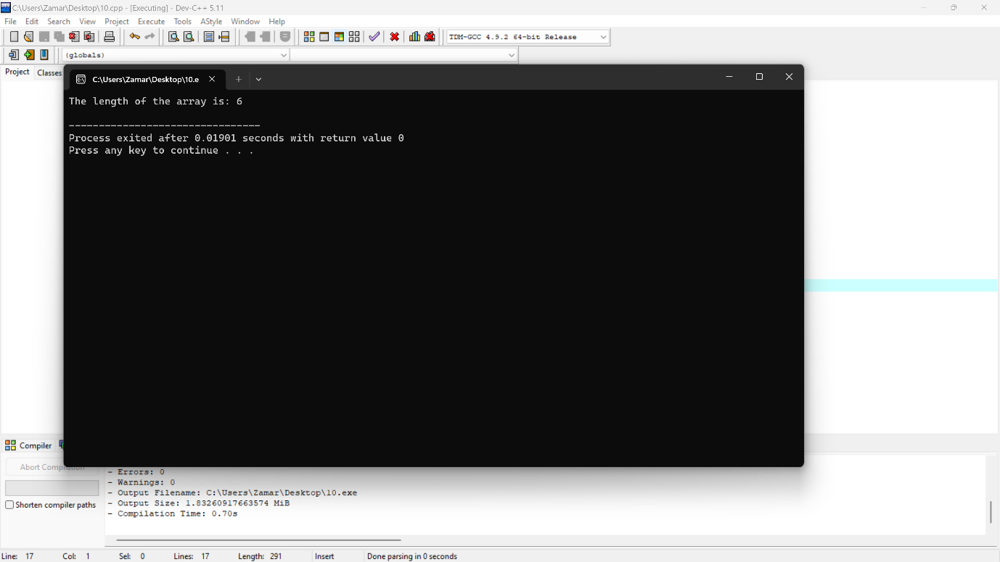 C:\Users\Zamar\Desktop\10.cpp - [Executing] - Dev-C++ 5.11
File Edit Search View Project Execute Tools AStyle Window Help
TDM-GCC 4.9.2 64-bit Release
(globals)
Project Classes
C:\Users\Zamar\Desktop\10.e
The length of the array is: 6
--------------------------------
Process exited after 0.01901 seconds with return value 0
Press any key to continue . . .
Compiler
Abort Compilation
Shorten compiler paths
- Errors: 0
- Warnings: 0
- Output Filename: C:\Users\Zamar\Desktop\10.exe
- Output Size: 1.83260917663574 MiB
- Compilation Time: 0.70s
Line: 17 Col: 1 Sel: 0 Lines: 17 Length: 291 Insert Done parsing in 0 seconds